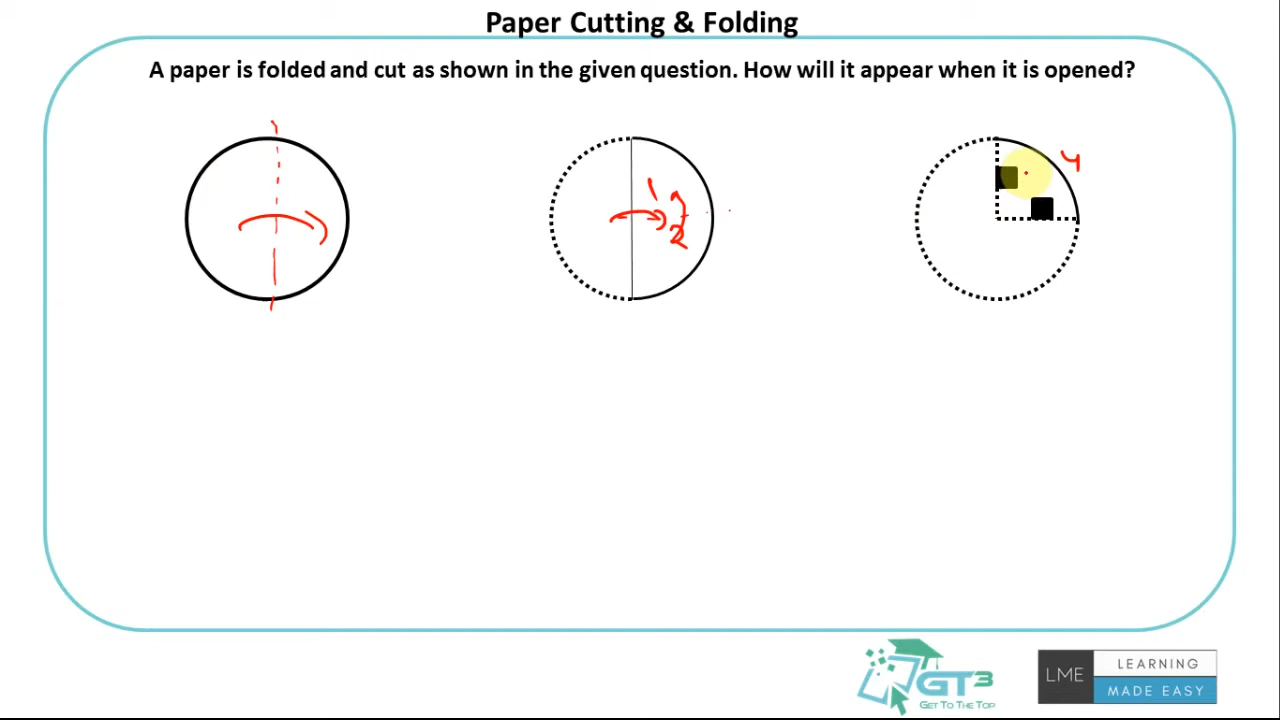 Paper Cutting & Folding
A paper is folded and cut as shown in the given question. How will it appear when it is opened?
1
2
4
GT3
GET TO THE TOP
LME
LEARNING
MADE EASY